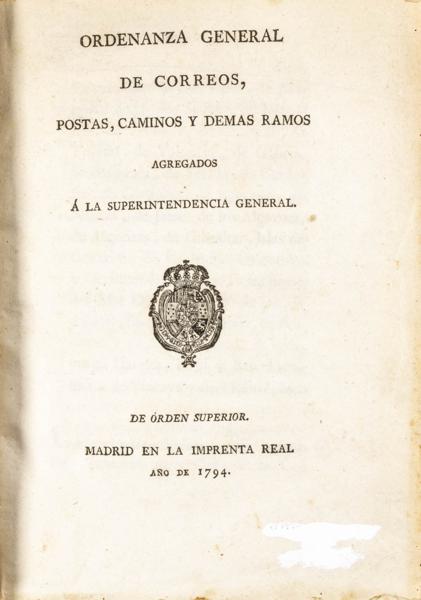 ORDENANZA GENERAL
DE CORREOS,
POSTAS, CAMINOS Y DEMAS RAMOS
AGREGADOS
Á LA SUPERINTENDENCIA GENERAL.
DE ÓRDEN SUPERIOR.
MADRID EN LA IMPRENTA REAL
AÑO DE 1794.